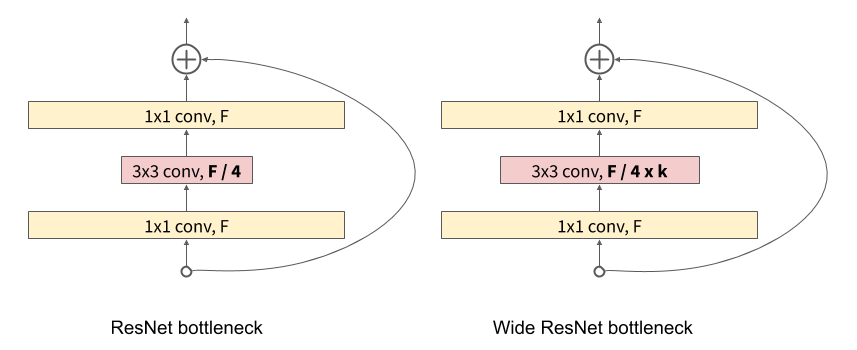 1x1 conv, F
3x3 conv, F / 4
1x1 conv, F
ResNet bottleneck
1x1 conv, F
3x3 conv, F / 4 x k
1x1 conv, F
Wide ResNet bottleneck